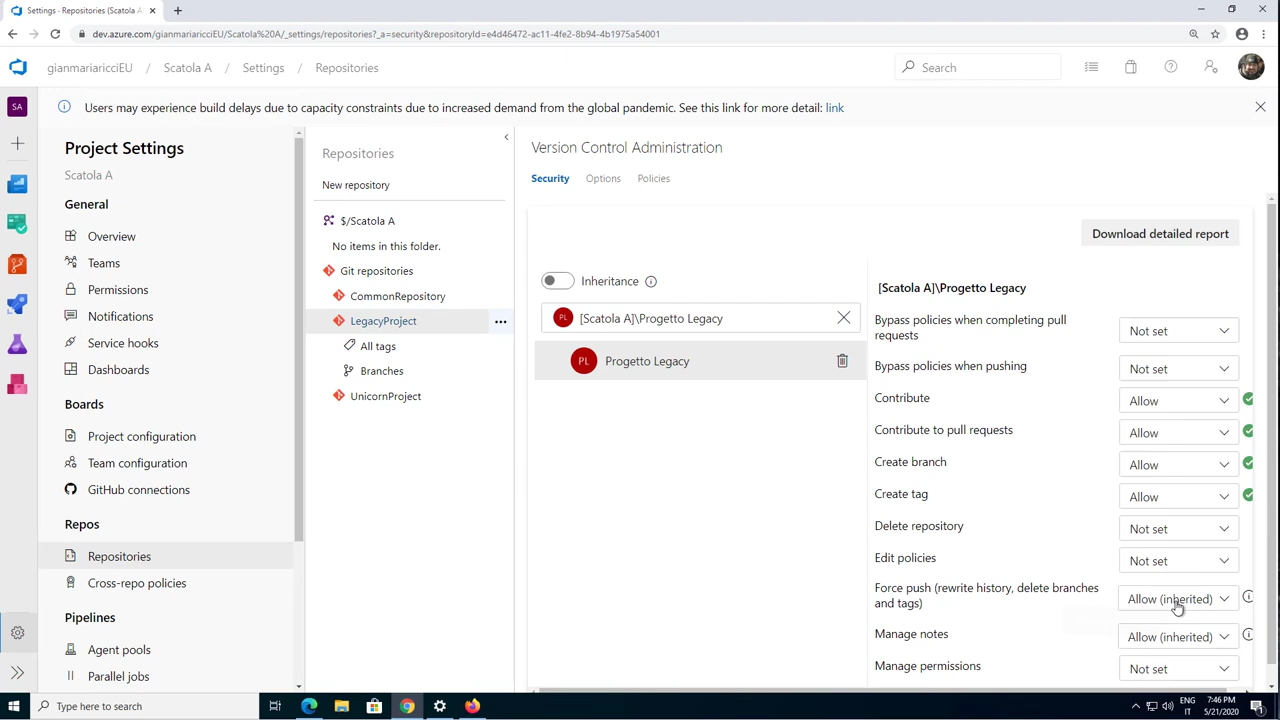 Settings - Repositories (Scatola A
dev.azure.com/gianmariaricciEU/Scatola%20A/_settings/repositories?_a=security&repositoryId=e4d46472-ac11-4fe2-8b94-4b1975a54001
gianmariaricciEU / Scatola A / Settings / Repositories
Search
SA
Users may experience build delays due to capacity constraints due to increased demand from the global pandemic. See this link for more detail: link
Project Settings
Scatola A
General
Overview
Teams
Permissions
Notifications
Service hooks
Dashboards
Boards
Project configuration
Team configuration
GitHub connections
Repos
Repositories
Cross-repo policies
Pipelines
Agent pools
Parallel jobs
Repositories
New repository
$/Scatola A
No items in this folder.
Git repositories
CommonRepository
LegacyProject
All tags
Branches
UnicornProject
Version Control Administration
Security Options Policies
Download detailed report
Inheritance
PL [Scatola A]\Progetto Legacy
PL Progetto Legacy
[Scatola A]\Progetto Legacy
Bypass policies when completing pull
requests
Not set
Bypass policies when pushing Not set
Contribute Allow
Contribute to pull requests Allow
Create branch Allow
Create tag Allow
Delete repository Not set
Edit policies Not set
Force push (rewrite history, delete branches
and tags)
Allow (inherited)
Manage notes Allow (inherited)
Manage permissions Not set
Type here to search
ENG
IT
7:46 PM
5/21/2020
1